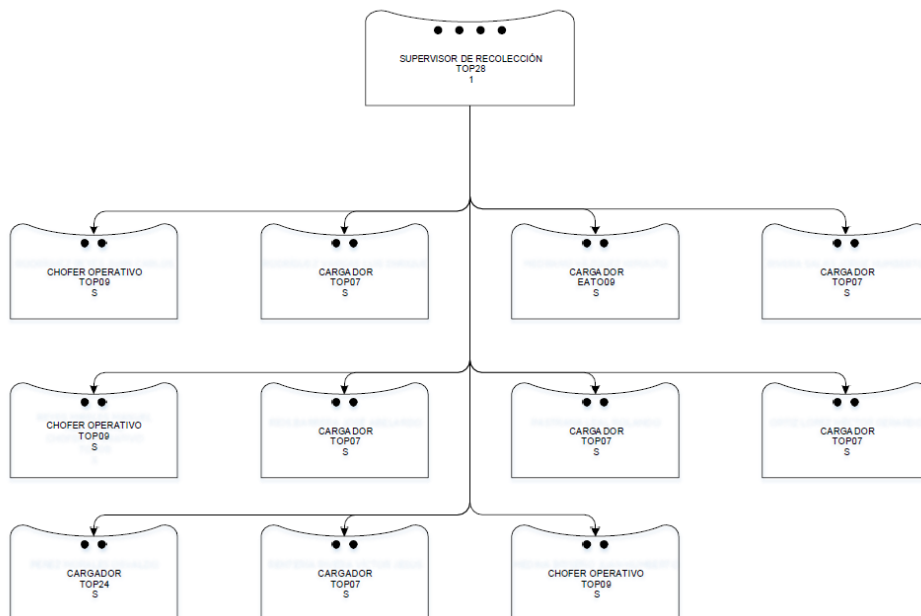 SUPERVISOR DE RECOLECCIÓN
TOP28
1
CHOFER OPERATIVO
TOP09
S
CARGADOR
TOP07
S
CARGADOR
EATO09
S
CARGADOR
TOP07
S
CHOFER OPERATIVO
TOP09
S
CARGADOR
TOP07
S
CARGADOR
TOP07
S
CARGADOR
TOP07
S
CARGADOR
TOP24
S
CARGADOR
TOP07
S
CHOFER OPERATIVO
TOP09
S